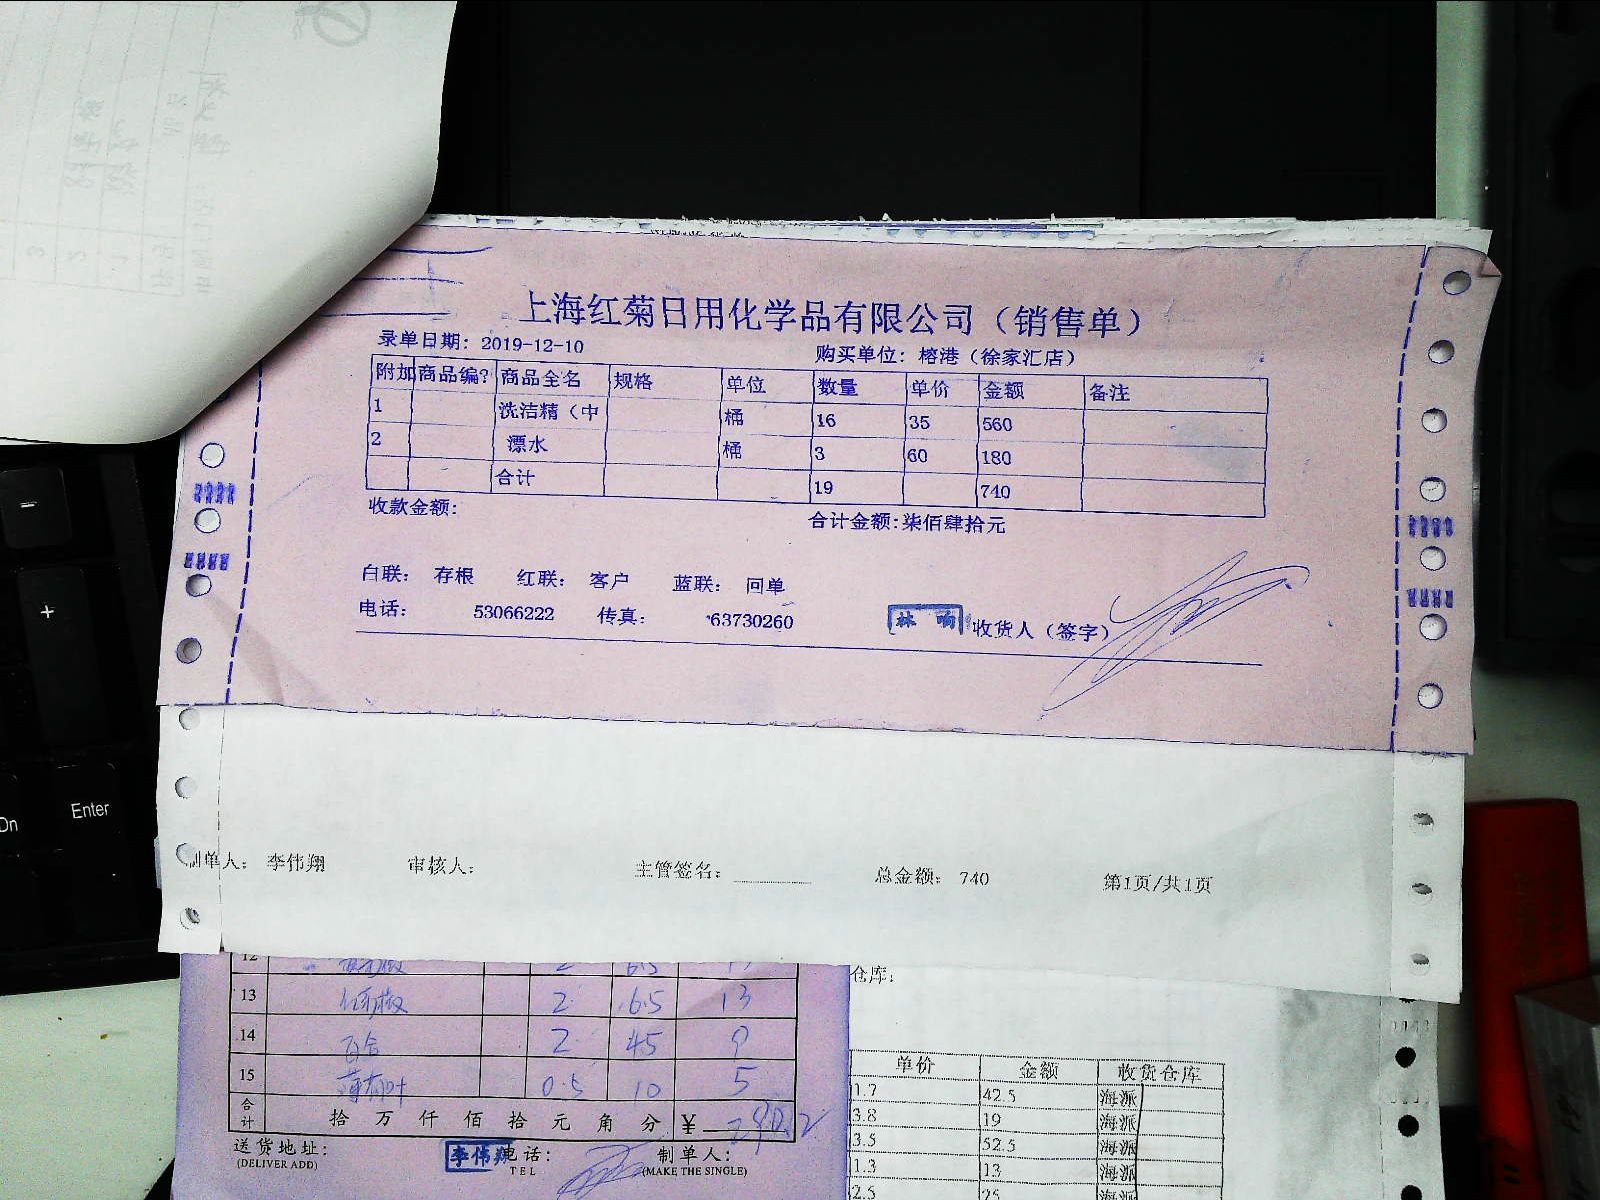 上海红菊日用化学品有限公司（销售单）
录单日期: 2019-12-10 购买单位: 榕港（徐家汇店）
附加 商品编? 商品全名 规格 单位 数量 单价 金额 备注
1 洗洁精（中 桶 16 35 560
2 漂水 桶 3 60 180
合计 19 740
收款金额: 合计金额:柒佰肆拾元
白联: 存根 红联: 客户 蓝联: 回单
电话: 53066222 传真: 63730260 收货人（签字）
制单人: 李伟翔 审核人: 主管签名: 总金额: 740 第1页/共1页
13 2 6.5 13
14 百合 2 45 9
15 薄荷叶 0.5 10 5
合计 拾 万 仟 佰 拾 元 角 分 ¥
送货地址: 李伟翔 电话: 制单人:
(DELIVER ADD) TEL (MAKE THE SINGLE)
仓库:
单价 金额 收货仓库
1.7 42.5 海派
3.8 19 海派
3.5 52.5 海派
1.3 13 海派
2.5 25 海派
Enter